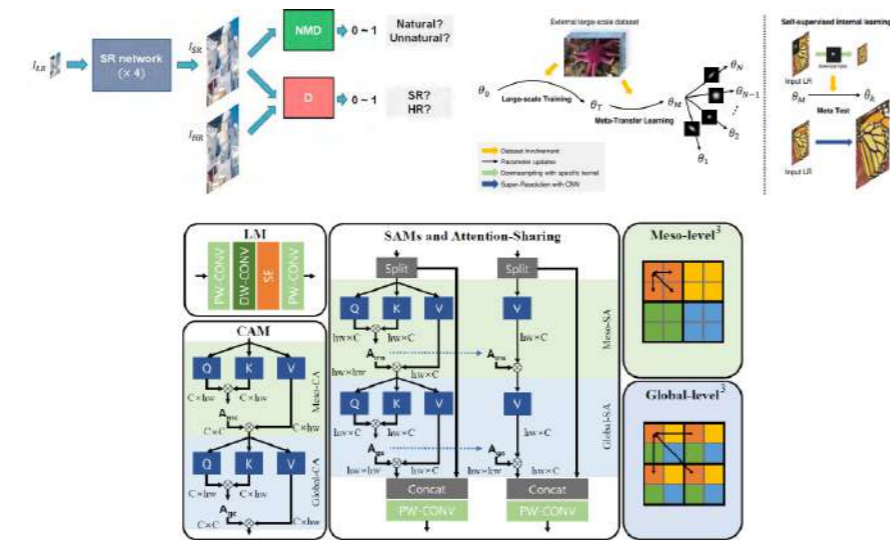 I_LR
SR network
(× 4)
I_SR
I_HR
NMD
0 ~ 1
Natural?
Unnatural?
D
0 ~ 1
SR?
HR?
External large-scale dataset
θ_0
Large-scale Training
θ_T
Meta-Transfer Learning
θ_M
θ_N
θ_N−1
⋮
θ_2
θ_1
Dataset involvement
Parameter updates
Downsampling with specific kernel
Super-Resolution with CNN
Self-supervised internal learning
Input LR
θ_M
θ_k
Meta Test
Input LR
LM
PW-CONV
DW-CONV
SE
PW-CONV
CAM
Q K V
C×hw C×hw
A_mc
C×C
C×hw
Meso-CA
Q K V
C×hw C×hw
A_gc
C×C
C×hw
Global-CA
SAMs and Attention-Sharing
Split Split
Q K V V
hw×C hw×C hw×C
A_ms A_ms
hw×hw hw×C
Meso-SA
Q K V V
hw×C hw×C hw×C
A_gs A_gs
hw×hw hw×C hw×hw hw×C
Global-SA
Concat Concat
PW-CONV PW-CONV
Meso-level³
Global-level³